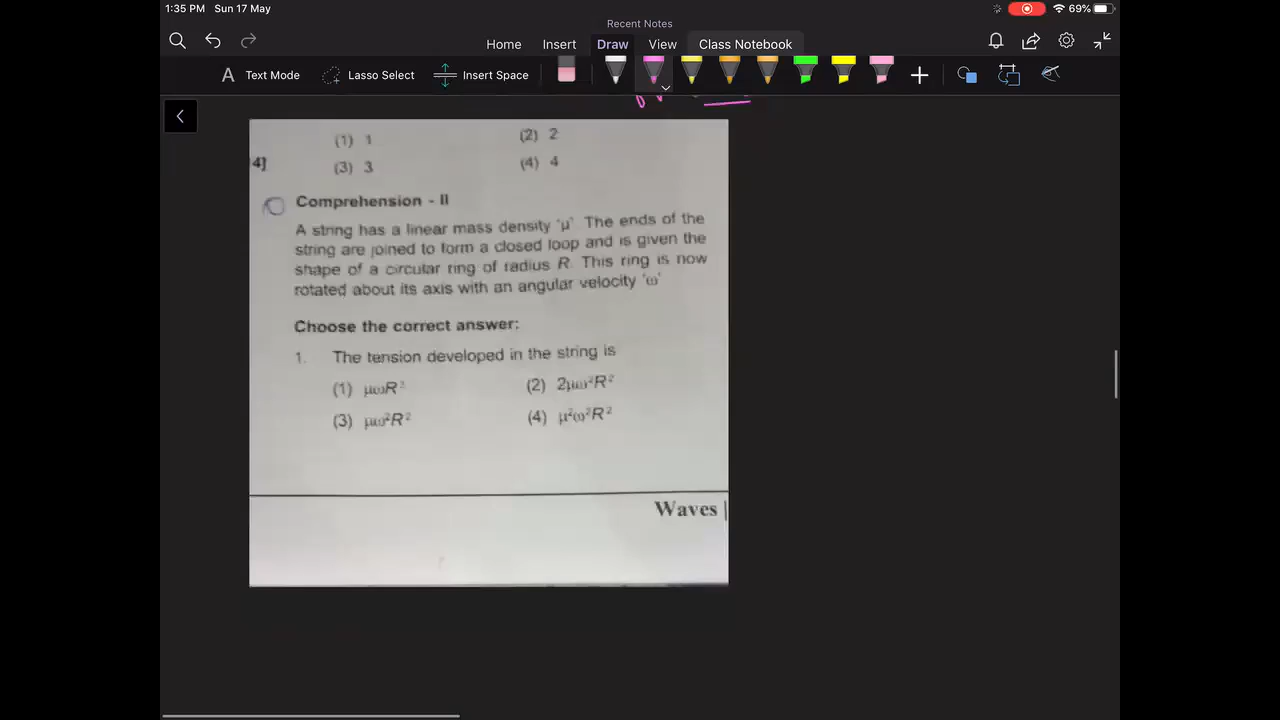 1:35 PM Sun 17 May
69%
Recent Notes
Home Insert Draw View Class Notebook
Text Mode Lasso Select Insert Space
(1) 1 (2) 2
4] (3) 3 (4) 4
Comprehension - II
A string has a linear mass density 'μ'. The ends of the
string are joined to form a closed loop and is given the
shape of a circular ring of radius R. This ring is now
rotated about its axis with an angular velocity 'ω'
Choose the correct answer:
1. The tension developed in the string is
(1) μωR² (2) 2μω²R²
(3) μω²R² (4) μ²ω²R²
Waves |